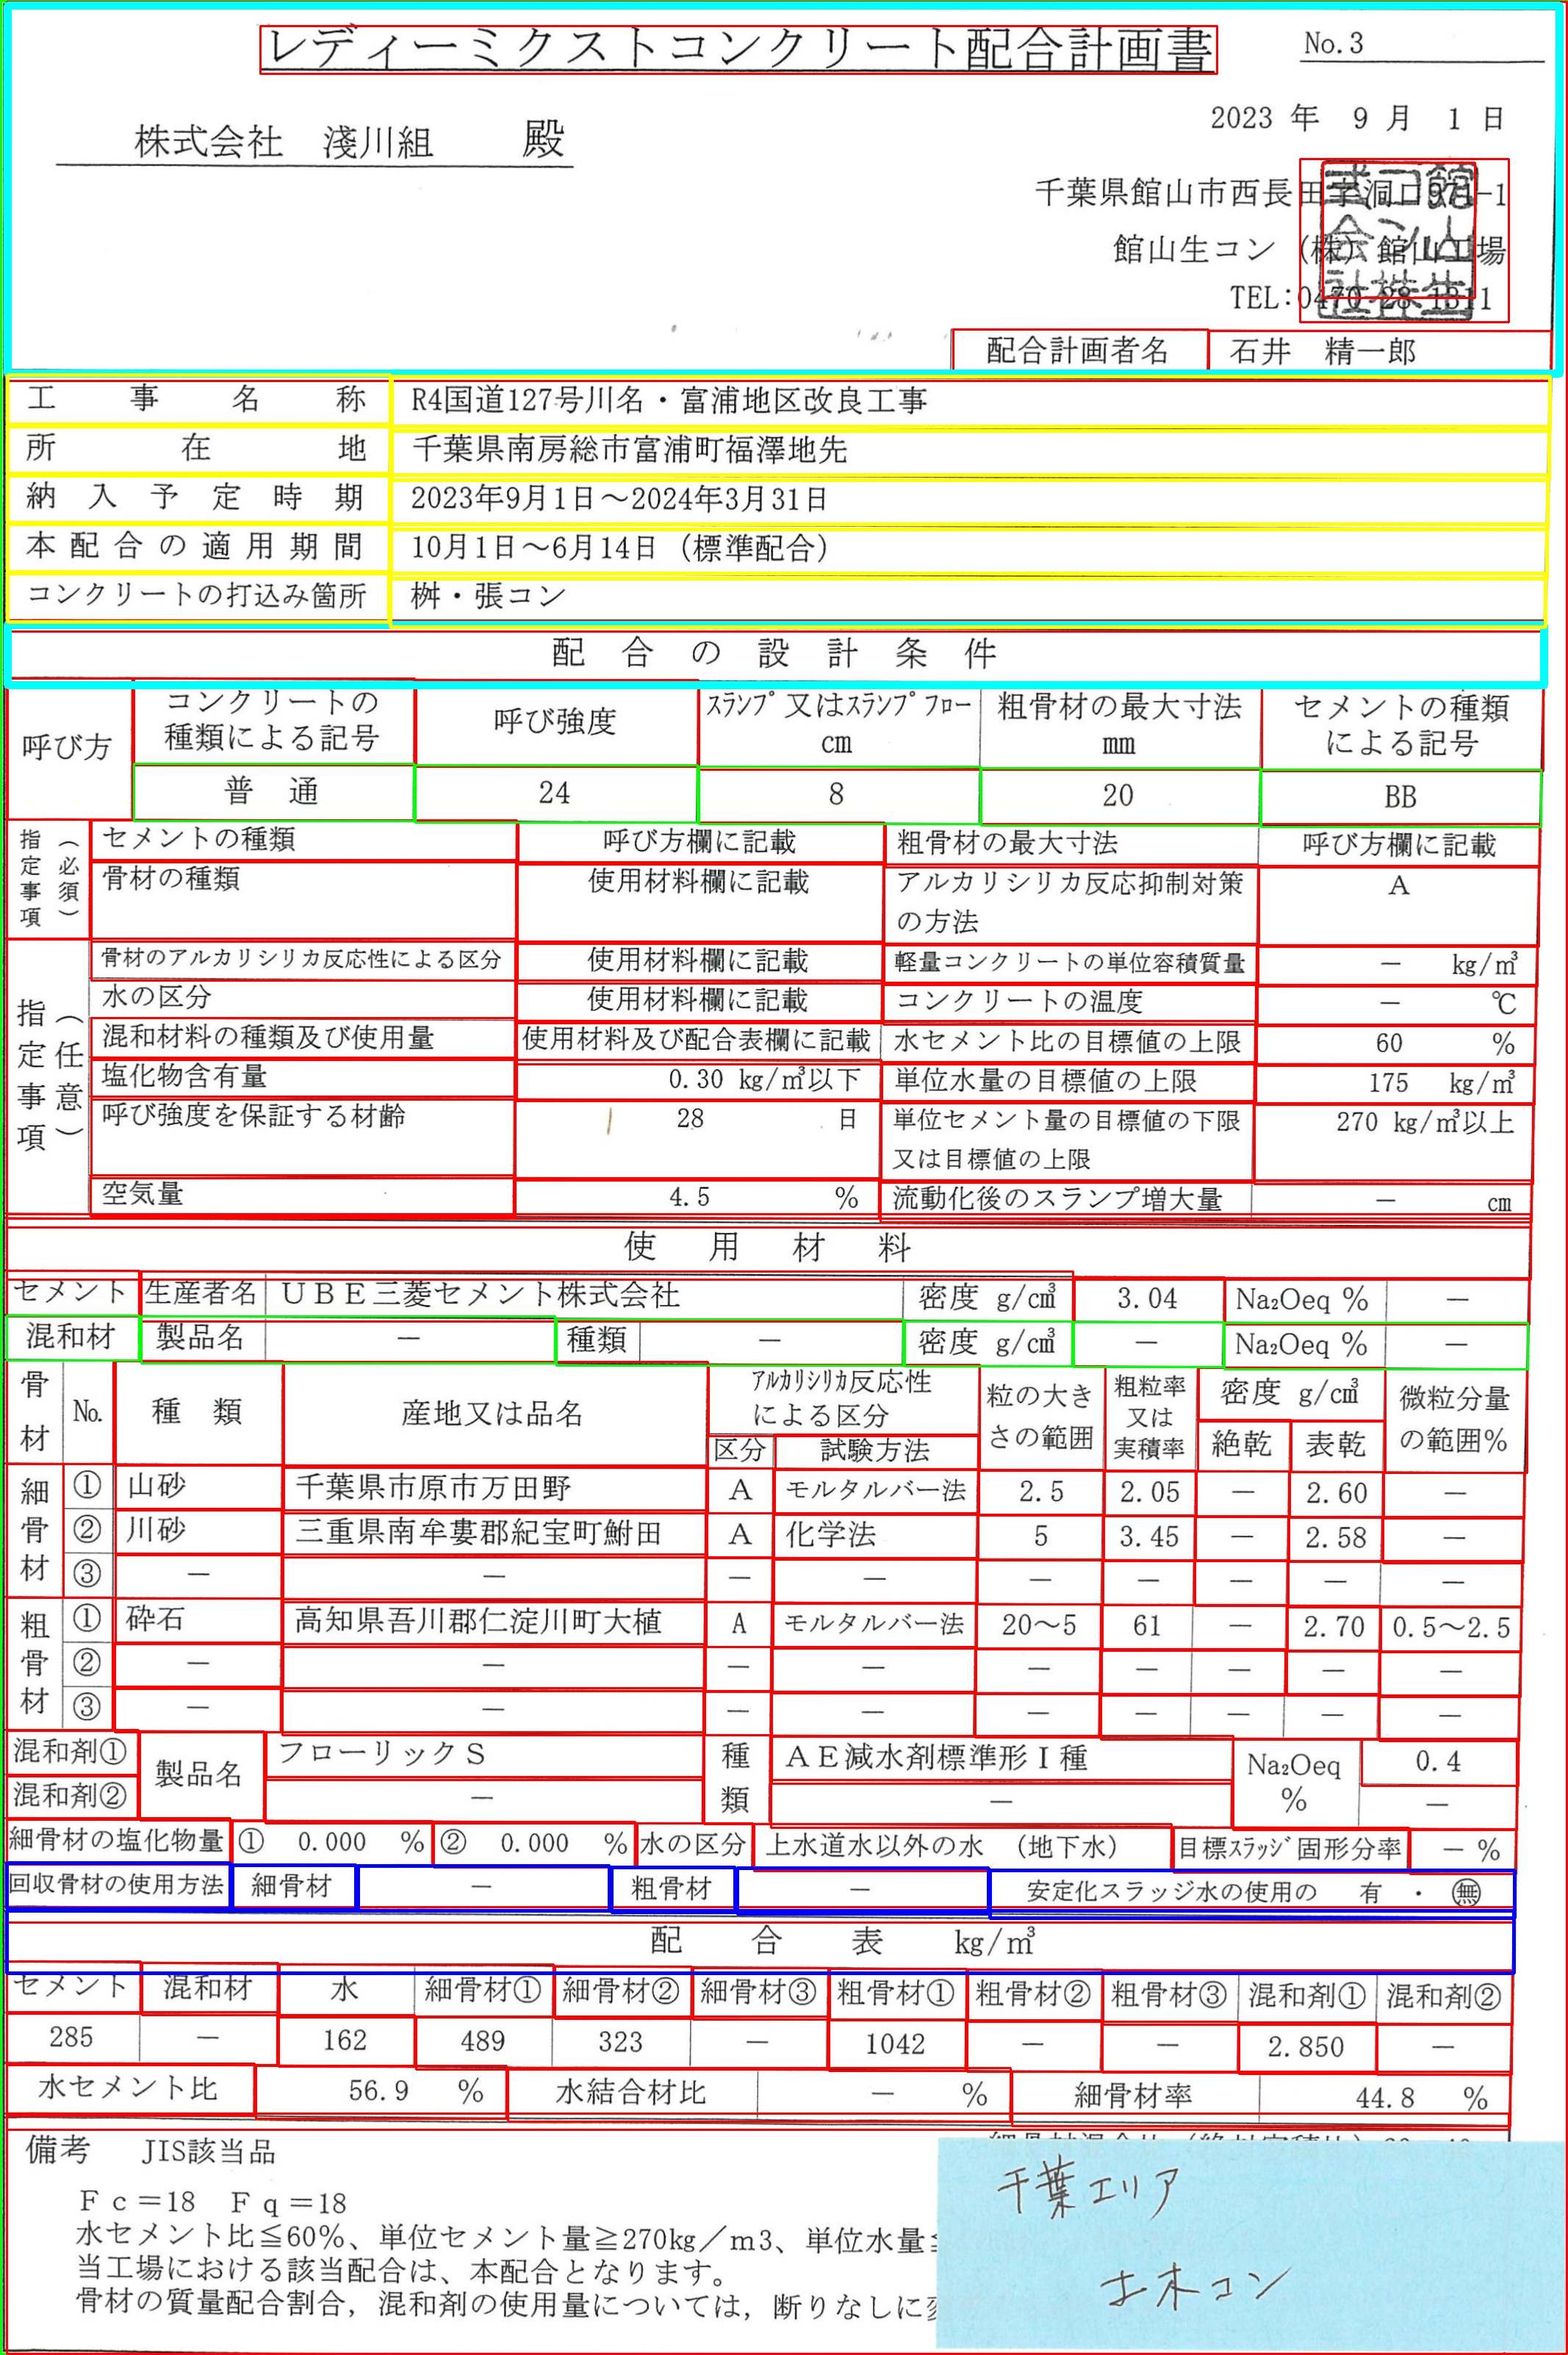 レディーミクストコンクリート配合計画書 No.3
2023 年 9 月 1 日
株式会社 淺川組 殿
千葉県館山市西長田字洞口971-1
館山生コン (株) 館山工場
TEL:0470-28-1311
配合計画者名 石井 精一郎
工事名称 R4国道127号川名・富浦地区改良工事
所在地 千葉県南房総市富浦町福澤地先
納入予定時期 2023年9月1日～2024年3月31日
本配合の適用期間 10月1日～6月14日 (標準配合)
コンクリートの打込み箇所 桝・張コン
配合の設計条件
呼び方 コンクリートの種類による記号 呼び強度 スランプ又はスランプフロー cm 粗骨材の最大寸法 mm セメントの種類による記号
普通 24 8 20 BB
指定事項(必須) セメントの種類 呼び方欄に記載 粗骨材の最大寸法 呼び方欄に記載
骨材の種類 使用材料欄に記載 アルカリシリカ反応抑制対策の方法 A
指定事項(任意) 骨材のアルカリシリカ反応性による区分 使用材料欄に記載 軽量コンクリートの単位容積質量 － kg/㎥
水の区分 使用材料欄に記載 コンクリートの温度 － ℃
混和材料の種類及び使用量 使用材料及び配合表欄に記載 水セメント比の目標値の上限 60 %
塩化物含有量 0.30 kg/㎥以下 単位水量の目標値の上限 175 kg/㎥
呼び強度を保証する材齢 28 日 単位セメント量の目標値の下限又は目標値の上限 270 kg/㎥以上
空気量 4.5 % 流動化後のスランプ増大量 － cm
使用材料
セメント 生産者名 UBE三菱セメント株式会社 密度 g/c㎥ 3.04 Na₂Oeq % －
混和材 製品名 － 種類 － 密度 g/c㎥ － Na₂Oeq % －
骨材 No. 種類 産地又は品名 アルカリシリカ反応性による区分 区分 試験方法 粒の大きさの範囲 粗粒率又は実積率 密度 g/c㎥ 絶乾 表乾 微粒分量の範囲%
細骨材 ① 山砂 千葉県市原市万田野 A モルタルバー法 2.5 2.05 － 2.60 －
② 川砂 三重県南牟婁郡紀宝町鮒田 A 化学法 5 3.45 － 2.58 －
③ － － － － － － － － －
粗骨材 ① 砕石 高知県吾川郡仁淀川町大植 A モルタルバー法 20～5 61 － 2.70 0.5～2.5
② － － － － － － － － －
③ － － － － － － － － －
混和剤① 製品名 フローリックS 種類 AE減水剤標準形Ⅰ種 Na₂Oeq % 0.4
混和剤② － － －
細骨材の塩化物量 ① 0.000 % ② 0.000 % 水の区分 上水道水以外の水 (地下水) 目標スラッジ固形分率 － %
回収骨材の使用方法 細骨材 － 粗骨材 － 安定化スラッジ水の使用の 有 ・ ㊇
配合表 kg/㎥
セメント 混和材 水 細骨材① 細骨材② 細骨材③ 粗骨材① 粗骨材② 粗骨材③ 混和剤① 混和剤②
285 － 162 489 323 － 1042 － － 2.850 －
水セメント比 56.9 % 水結合材比 － % 細骨材率 44.8 %
備考 JIS該当品
Fc=18 Fq=18
水セメント比≦60%、単位セメント量≧270kg／m3、単位水量
当工場における該当配合は、本配合となります。
骨材の質量配合割合，混和剤の使用量については，断りなしに
千葉エリア
土木コン